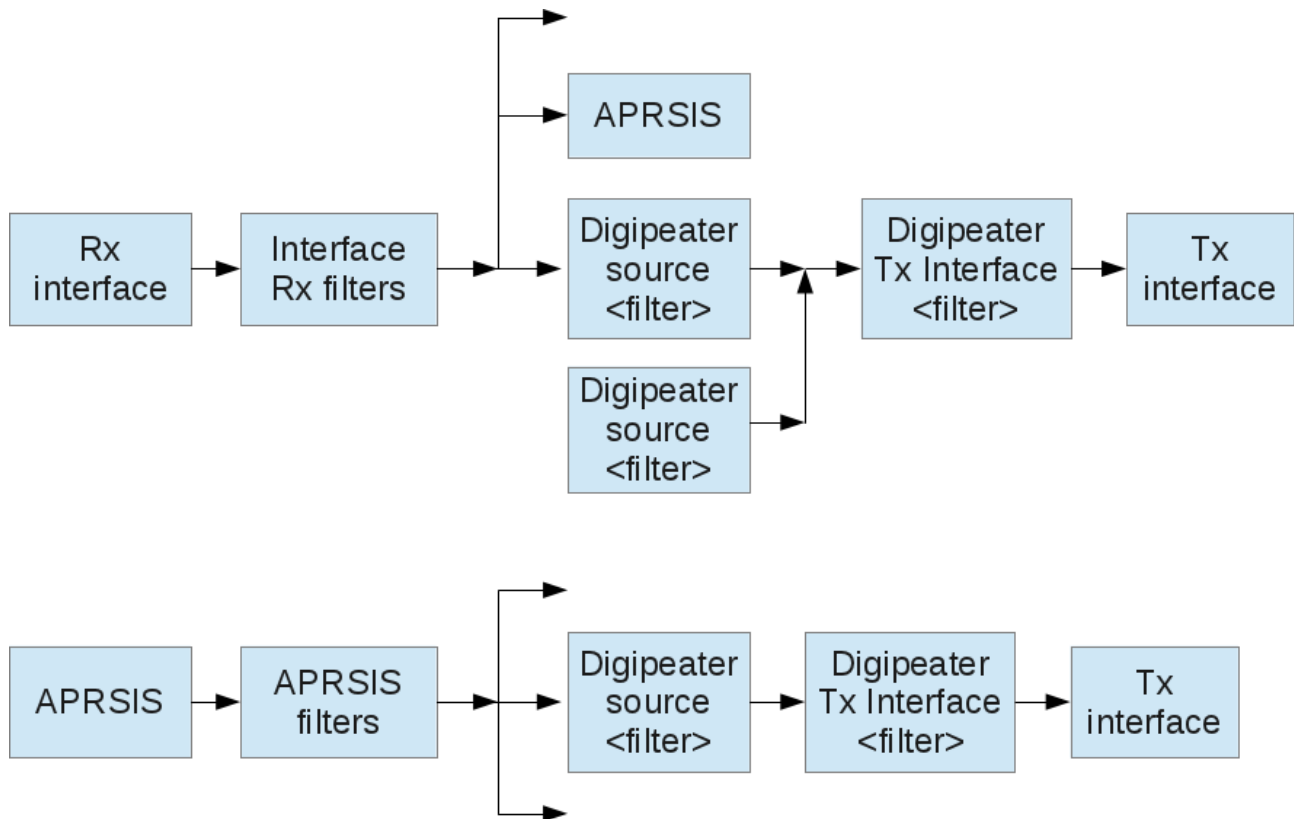 APRSIS
Rx
interface
Interface
Rx filters
Digipeater
source
<filter>
Digipeater
Tx Interface
<filter>
Tx
interface
Digipeater
source
<filter>
APRSIS
APRSIS
filters
Digipeater
source
<filter>
Digipeater
Tx Interface
<filter>
Tx
interface